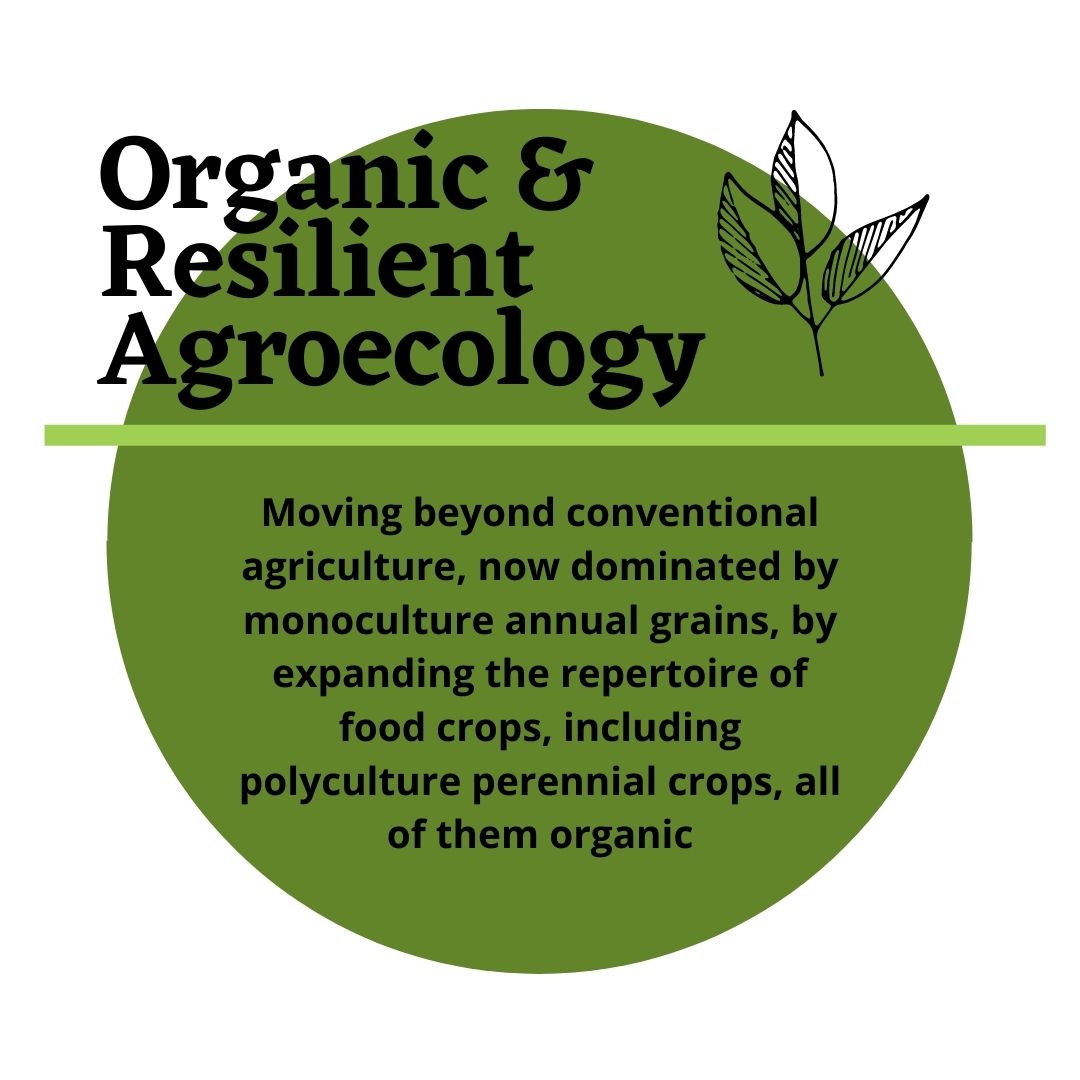 Organic &
Resilient
Agroecology
Moving beyond conventional
agriculture, now dominated by
monoculture annual grains, by
expanding the repertoire of
food crops, including
polyculture perennial crops, all
of them organic